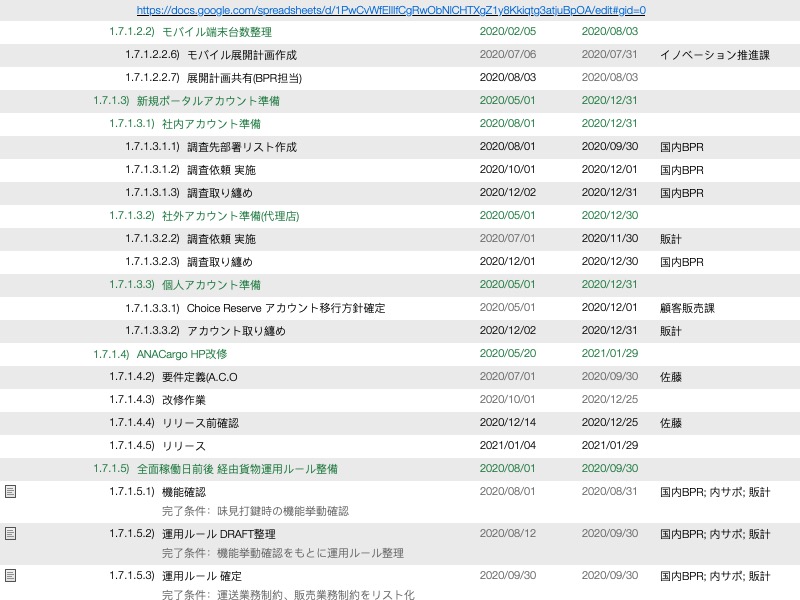 https://docs.google.com/spreadsheets/d/1PwCvWfEIllfCgRwObNlCHTXgZ1y8Kkiqtg3atjuBpOA/edit#gid=0
1.7.1.2.2) モバイル端末台数整理 2020/02/05 2020/08/03
1.7.1.2.2.6) モバイル展開計画作成 2020/07/06 2020/07/31 イノベーション推進課
1.7.1.2.2.7) 展開計画共有(BPR担当) 2020/08/03 2020/08/03
1.7.1.3) 新規ポータルアカウント準備 2020/05/01 2020/12/31
1.7.1.3.1) 社内アカウント準備 2020/08/01 2020/12/31
1.7.1.3.1.1) 調査先部署リスト作成 2020/08/01 2020/09/30 国内BPR
1.7.1.3.1.2) 調査依頼 実施 2020/10/01 2020/12/01 国内BPR
1.7.1.3.1.3) 調査取り纏め 2020/12/02 2020/12/31 国内BPR
1.7.1.3.2) 社外アカウント準備(代理店) 2020/05/01 2020/12/30
1.7.1.3.2.2) 調査依頼 実施 2020/07/01 2020/11/30 販計
1.7.1.3.2.3) 調査取り纏め 2020/12/01 2020/12/30 国内BPR
1.7.1.3.3) 個人アカウント準備 2020/05/01 2020/12/31
1.7.1.3.3.1) Choice Reserve アカウント移行方針確定 2020/05/01 2020/12/01 顧客販売課
1.7.1.3.3.2) アカウント取り纏め 2020/12/02 2020/12/31 販計
1.7.1.4) ANACargo HP改修 2020/05/20 2021/01/29
1.7.1.4.2) 要件定義(A.C.O 2020/07/01 2020/09/30 佐藤
1.7.1.4.3) 改修作業 2020/10/01 2020/12/25
1.7.1.4.4) リリース前確認 2020/12/14 2020/12/25 佐藤
1.7.1.4.5) リリース 2021/01/04 2021/01/29
1.7.1.5) 全面稼働日前後 経由貨物運用ルール整備 2020/08/01 2020/09/30
1.7.1.5.1) 機能確認 2020/08/01 2020/08/31 国内BPR; 内サポ; 販計
完了条件：味見打鍵時の機能挙動確認
1.7.1.5.2) 運用ルール DRAFT整理 2020/08/12 2020/09/30 国内BPR; 内サポ; 販計
完了条件：機能挙動確認をもとに運用ルール整理
1.7.1.5.3) 運用ルール 確定 2020/09/30 2020/09/30 国内BPR; 内サポ; 販計
完了条件：運送業務制約、販売業務制約をリスト化